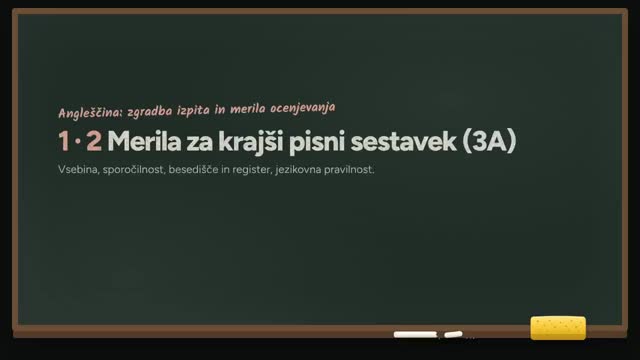 Angleščina: zgradba izpita in merila ocenjevanja
1·2 Merila za krajši pisni sestavek (3A)
Vsebina, sporočilnost, besedišče in register, jezikovna pravilnost.